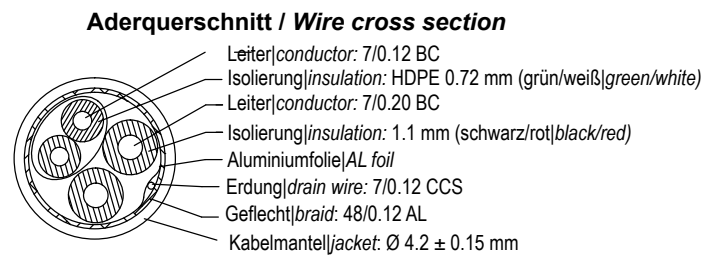 Aderquerschnitt / Wire cross section
Leiter|conductor: 7/0.12 BC
Isolierung|insulation: HDPE 0.72 mm (grün/weiß|green/white)
Leiter|conductor: 7/0.20 BC
Isolierung|insulation: 1.1 mm (schwarz/rot|black/red)
Aluminiumfolie|AL foil
Erdung|drain wire: 7/0.12 CCS
Geflecht|braid: 48/0.12 AL
Kabelmantel|jacket: Ø 4.2 ± 0.15 mm